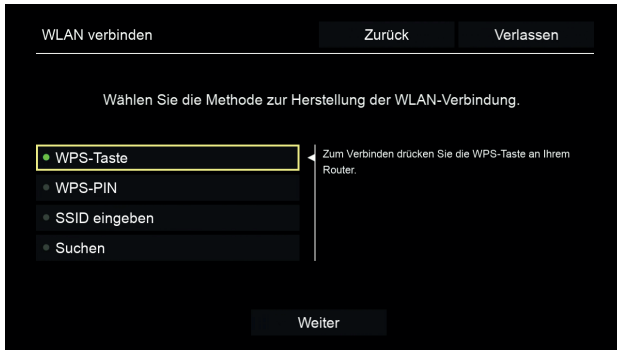 WLAN verbinden Zurück Verlassen
Wählen Sie die Methode zur Herstellung der WLAN-Verbindung.
WPS-Taste
WPS-PIN
SSID eingeben
Suchen
Zum Verbinden drücken Sie die WPS-Taste an Ihrem
Router.
Weiter